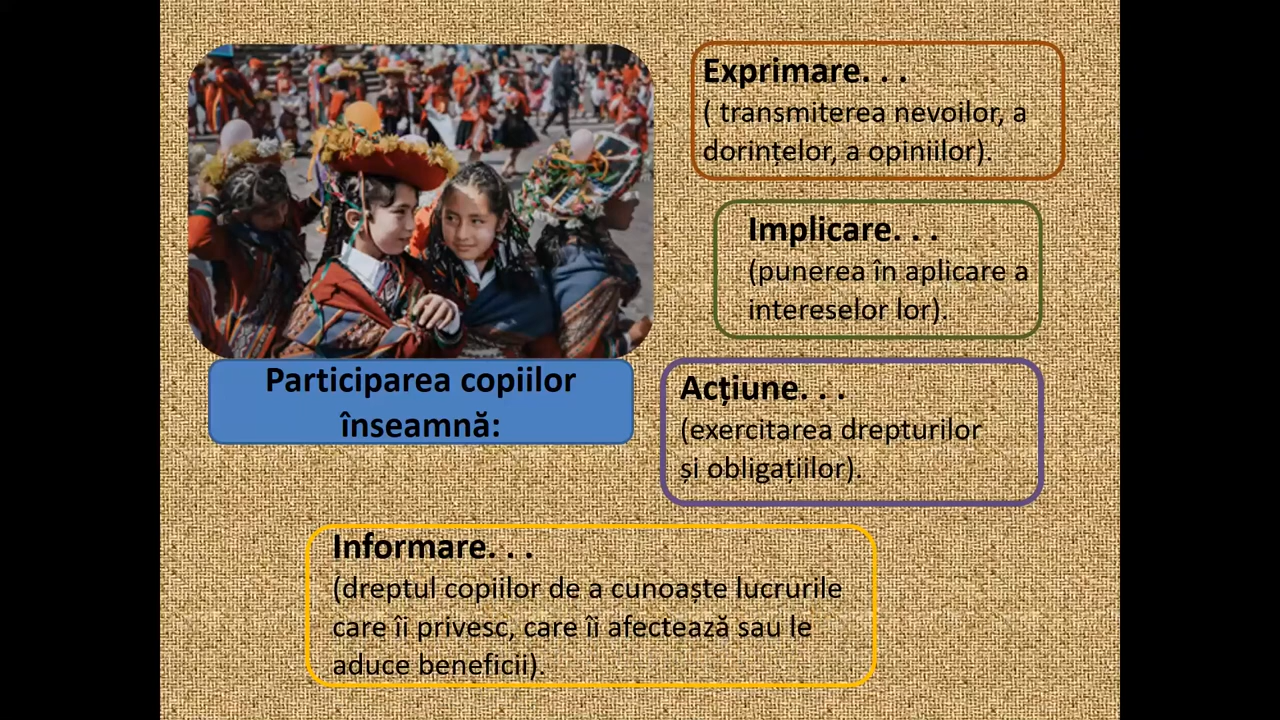 Participarea copiilor
înseamnă:
Exprimare. . .
( transmiterea nevoilor, a
dorințelor, a opiniilor).
Implicare. . .
(punerea în aplicare a
intereselor lor).
Acțiune. . .
(exercitarea drepturilor
și obligațiilor).
Informare. . .
(dreptul copiilor de a cunoaște lucrurile
care îi privesc, care îi afectează sau le
aduce beneficii).